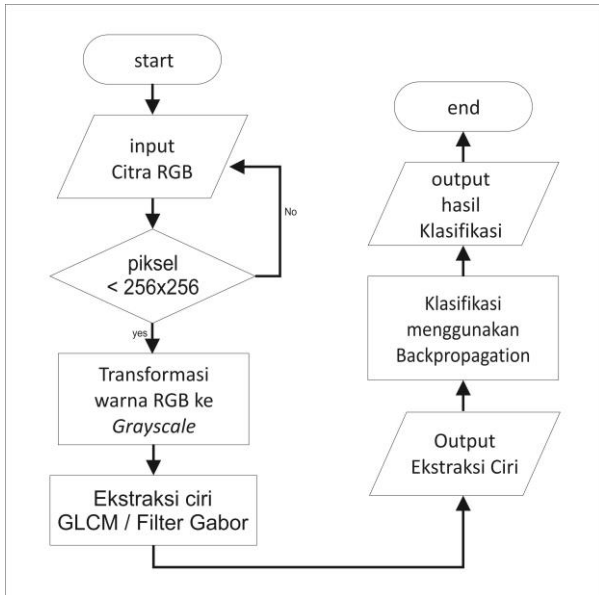 start
input
Citra RGB
No
piksel
< 256x256
yes
Transformasi
warna RGB ke
Grayscale
Ekstraksi ciri
GLCM / Filter Gabor
Output
Ekstraksi Ciri
Klasifikasi
menggunakan
Backpropagation
output
hasil
Klasifikasi
end